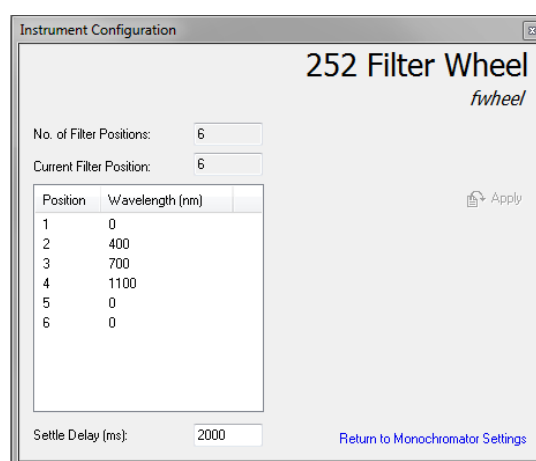 Instrument Configuration
252 Filter Wheel
fwheel
No. of Filter Positions: 6
Current Filter Position: 6
Position Wavelength (nm)
1 0
2 400
3 700
4 1100
5 0
6 0
Apply
Settle Delay (ms): 2000
Return to Monochromator Settings